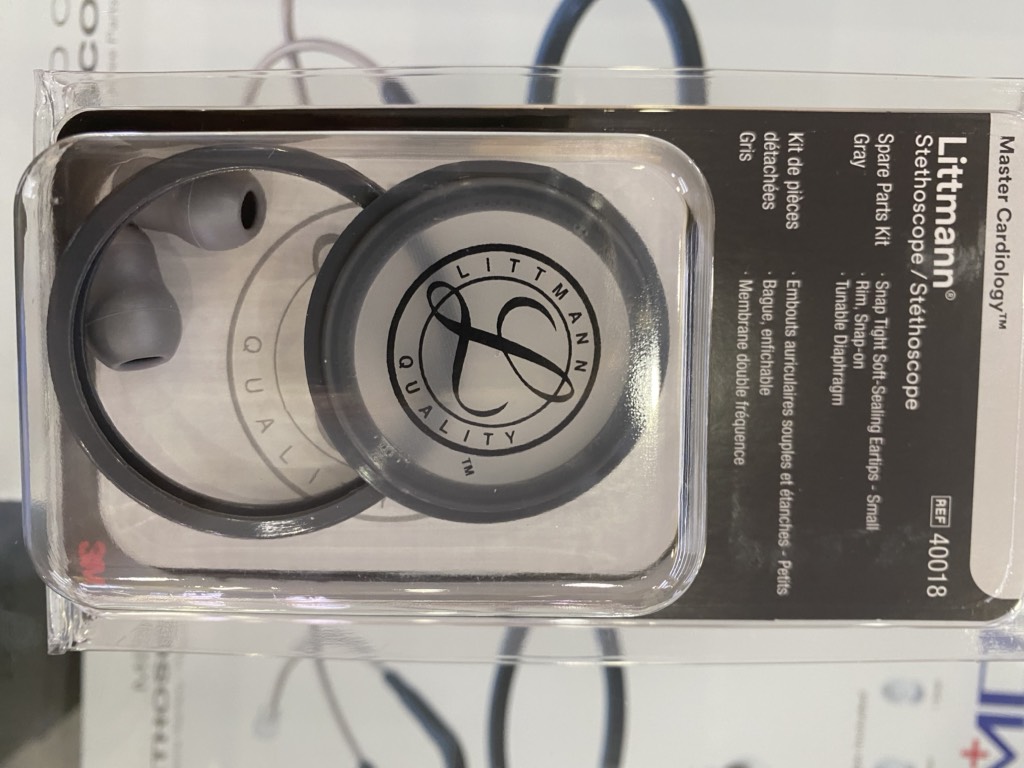 Master Cardiology™
Littmann®
Stethoscope / Stéthoscope
REF 40018
Spare Parts Kit
Gray
· Snap Tight Soft-Sealing Eartips - Small
· Rim, Snap-on
· Tunable Diaphragm
Kit de pièces
détachées
Gris
· Embouts auriculaires souples et étanches - Petits
· Bague, enfichable
· Membrane double fréquence
LITTMANN
QUALITY
TM
QUALI
3M